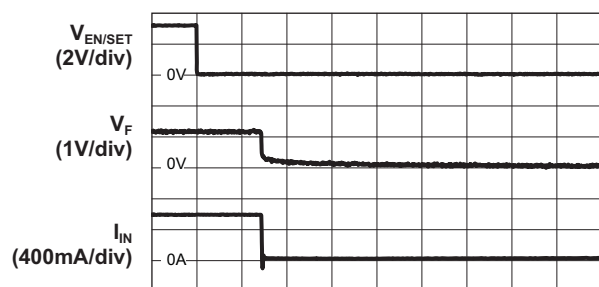 V_EN/SET
(2V/div)
0V
V_F
(1V/div)
0V
I_IN
(400mA/div)
0A